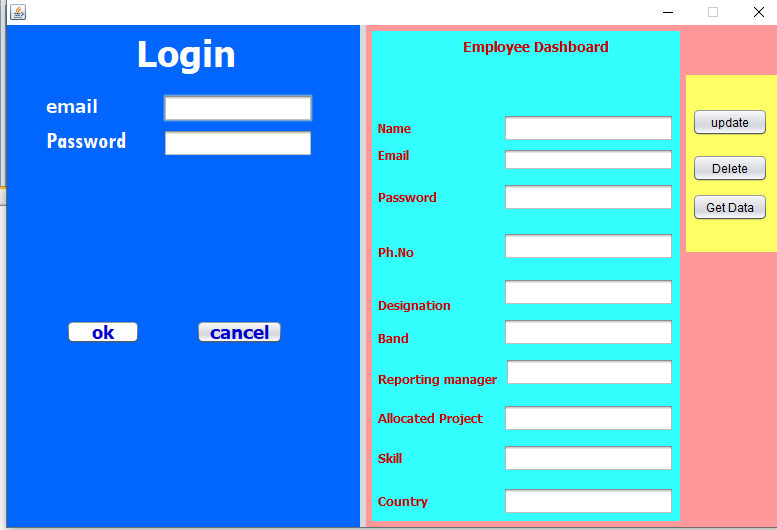 Login
email
Password
ok
cancel
Employee Dashboard
Name
Email
Password
Ph.No
Designation
Band
Reporting manager
Allocated Project
Skill
Country
update
Delete
Get Data